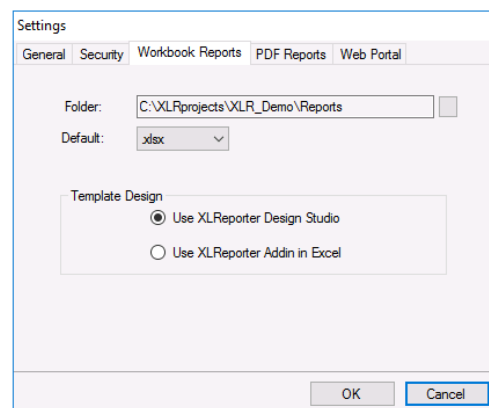 Settings
General Security Workbook Reports PDF Reports Web Portal
Folder: C:\XLRprojects\XLR_Demo\Reports
Default: .xlsx
Template Design
Use XLReporter Design Studio
Use XLReporter Addin in Excel
OK Cancel